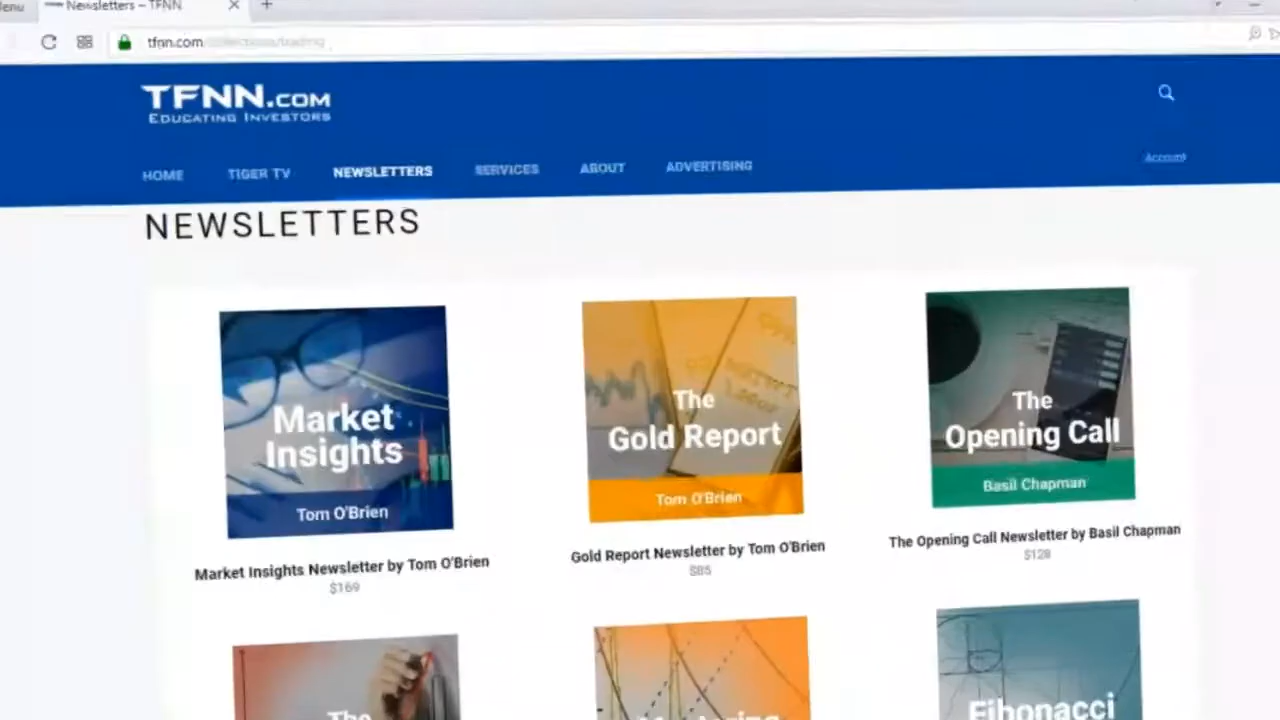 Newsletters – TFNN
tfnn.com
TFNN.COM
EDUCATING INVESTORS
HOME TIGER TV NEWSLETTERS SERVICES ABOUT ADVERTISING
Account
NEWSLETTERS
Market
Insights
Tom O'Brien
Market Insights Newsletter by Tom O'Brien
$169
The
Gold Report
Tom O'Brien
Gold Report Newsletter by Tom O'Brien
$85
The
Opening Call
Basil Chapman
The Opening Call Newsletter by Basil Chapman
$128
The
Fibonacci